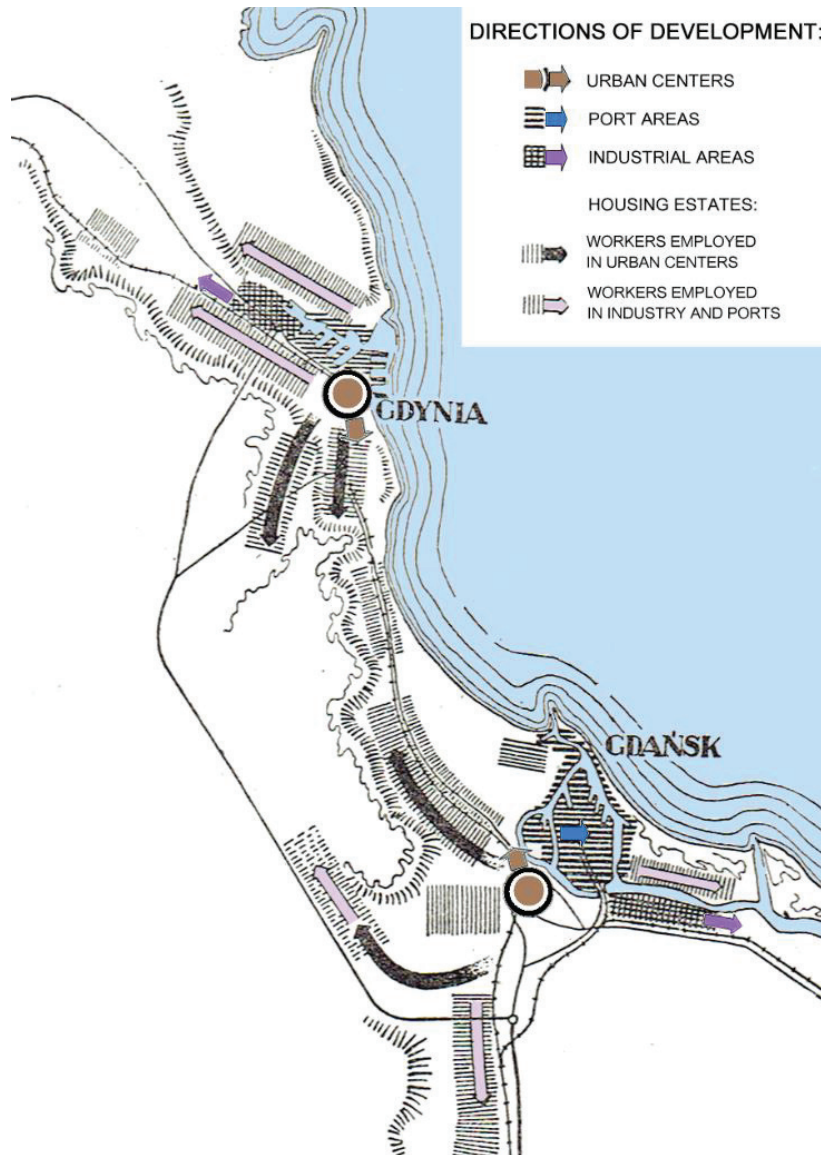 DIRECTIONS OF DEVELOPMENT:
URBAN CENTERS
PORT AREAS
INDUSTRIAL AREAS
HOUSING ESTATES:
WORKERS EMPLOYED
IN URBAN CENTERS
WORKERS EMPLOYED
IN INDUSTRY AND PORTS
GDYNIA
GDAŃSK